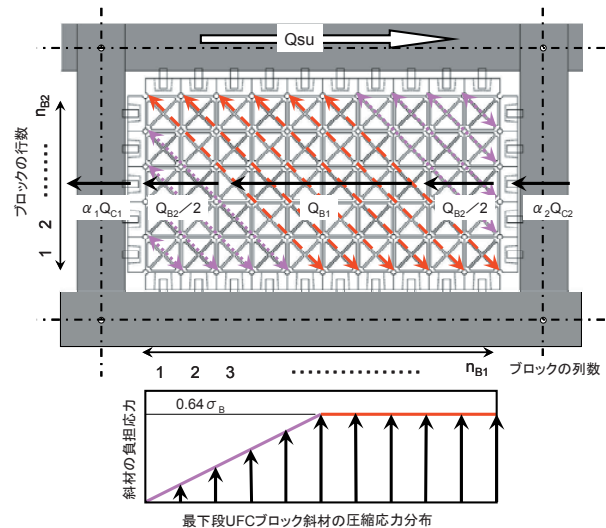 Qsu
ブロックの行数
1 2 ········ nB2
α1QC1
QB2／2
QB1
QB2／2
α2QC2
1 2 3 ················ nB1
ブロックの列数
斜材の負担応力
0.64σB
最下段UFCブロック斜材の圧縮応力分布